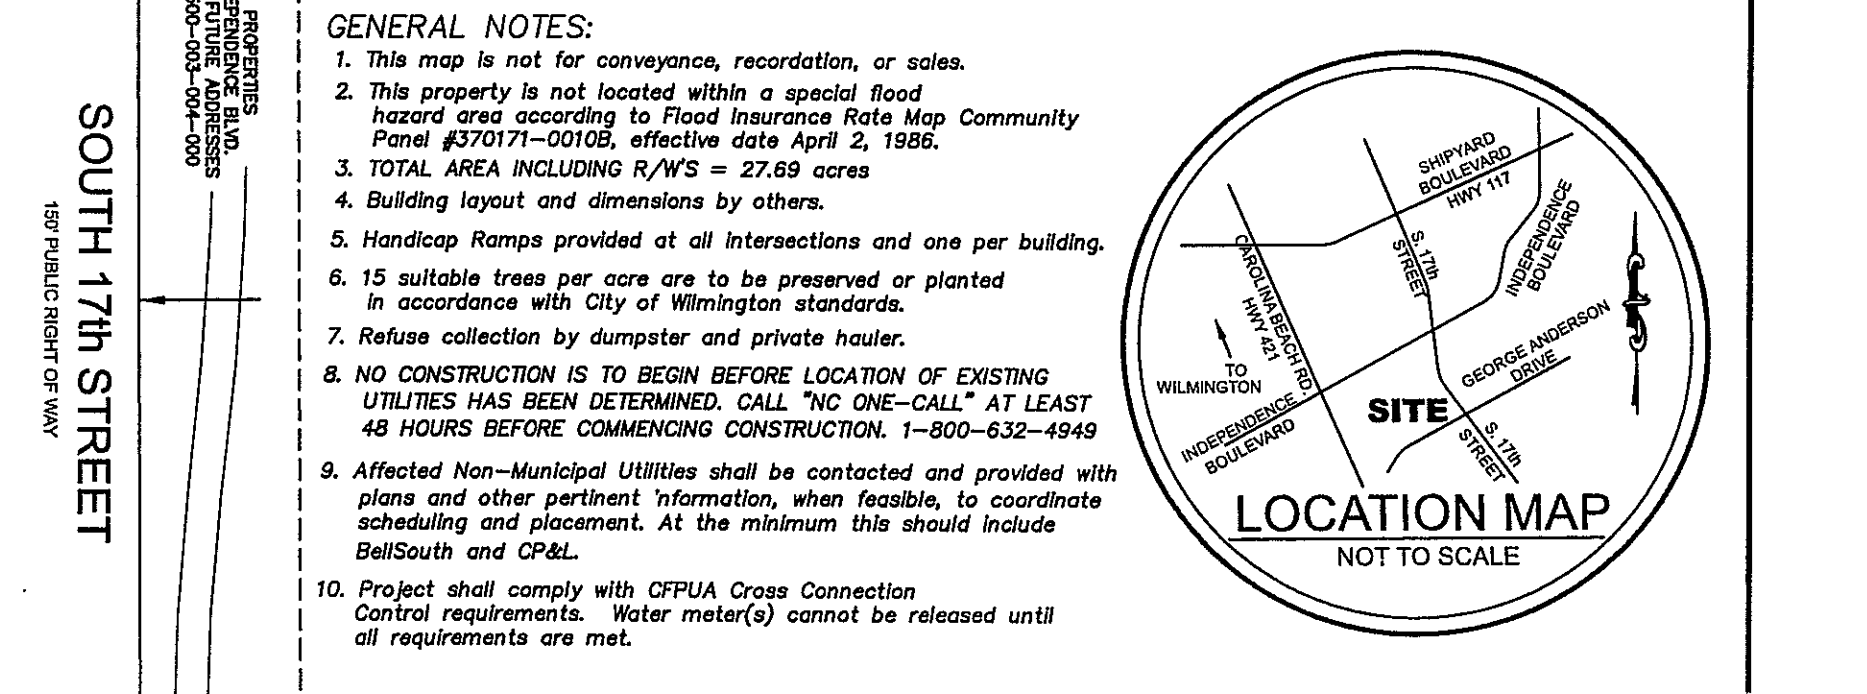 PROPERTIES
EPENDENCE BLVD.
FUTURE ADDRESSES
00-003-004-000
SOUTH 17th STREET
150' PUBLIC RIGHT OF WAY
GENERAL NOTES:
1. This map is not for conveyance, recordation, or sales.
2. This property is not located within a special flood
hazard area according to Flood Insurance Rate Map Community
Panel #370171-0010B, effective date April 2, 1986.
3. TOTAL AREA INCLUDING R/W'S = 27.69 acres
4. Building layout and dimensions by others.
5. Handicap Ramps provided at all intersections and one per building.
6. 15 suitable trees per acre are to be preserved or planted
in accordance with City of Wilmington standards.
7. Refuse collection by dumpster and private hauler.
8. NO CONSTRUCTION IS TO BEGIN BEFORE LOCATION OF EXISTING
UTILITIES HAS BEEN DETERMINED. CALL "NC ONE-CALL" AT LEAST
48 HOURS BEFORE COMMENCING CONSTRUCTION. 1-800-632-4949
9. Affected Non-Municipal Utilities shall be contacted and provided with
plans and other pertinent 'nformation, when feasible, to coordinate
scheduling and placement. At the minimum this should include
BellSouth and CP&L.
10. Project shall comply with CFPUA Cross Connection
Control requirements. Water meter(s) cannot be released until
all requirements are met.
SHIPYARD
BOULEVARD
HWY 117
S. 17th
STREET
INDEPENDENCE
BOULEVARD
CAROLINA BEACH RD.
HWY 421
TO
WILMINGTON
GEORGE ANDERSON
DRIVE
SITE
INDEPENDENCE
BOULEVARD
S. 17th
STREET
LOCATION MAP
NOT TO SCALE